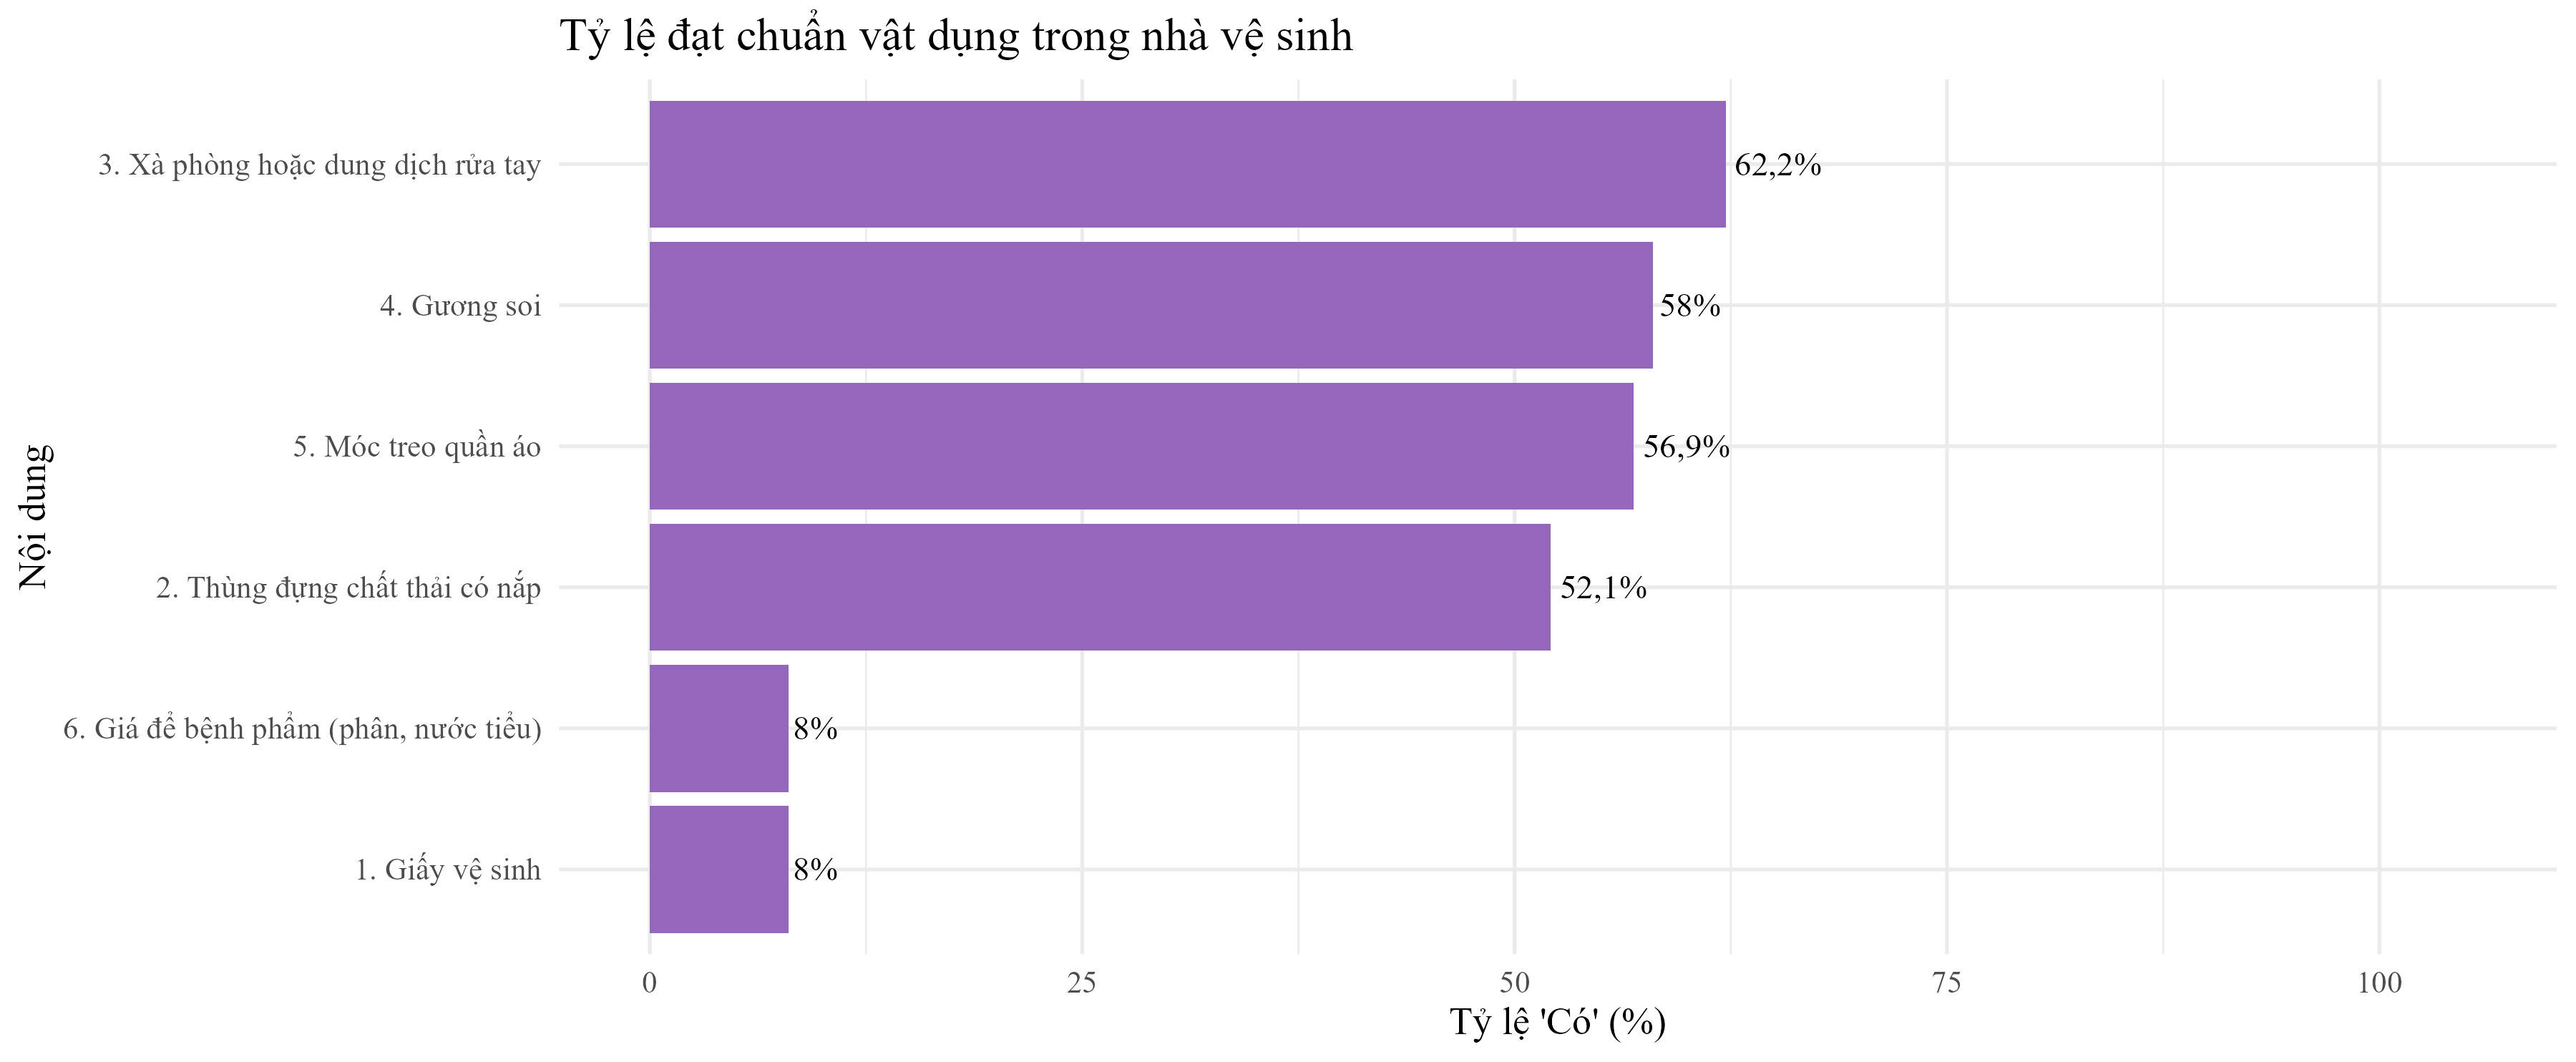 Tỷ lệ đạt chuẩn vật dụng trong nhà vệ sinh
Nội dung
3. Xà phòng hoặc dung dịch rửa tay
62,2%
4. Gương soi
58%
5. Móc treo quần áo
56,9%
2. Thùng đựng chất thải có nắp
52,1%
6. Giá để bệnh phẩm (phân, nước tiểu)
8%
1. Giấy vệ sinh
8%
0 25 50 75 100
Tỷ lệ 'Có' (%)